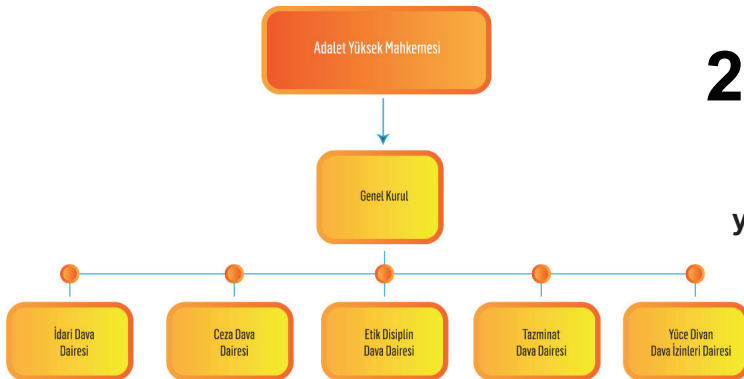 Adalet Yüksek Mahkemesi
2
Genel Kurul
y
İdari Dava
Dairesi
Ceza Dava
Dairesi
Etik Disiplin
Dava Dairesi
Tazminat
Dava Dairesi
Yüce Divan
Dava İzinleri Dairesi